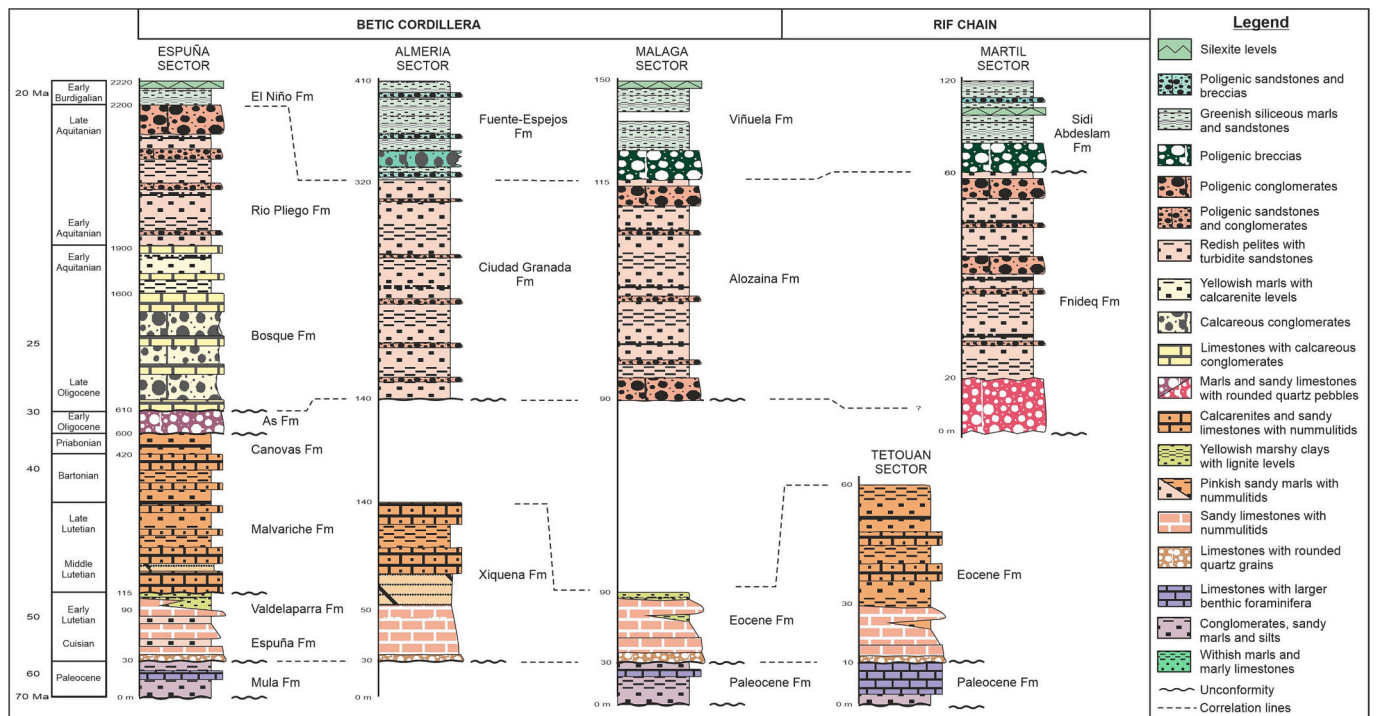 BETIC CORDILLERA
RIF CHAIN
ESPUÑA
SECTOR
ALMERIA
SECTOR
MALAGA
SECTOR
MARTIL
SECTOR
20 Ma
25
30
40
50
60
70 Ma
Early
Burdigalian
Late
Aquitanian
Early
Aquitanian
Early
Aquitanian
Late
Oligocene
Early
Oligocene
Priabonian
Bartonian
Late
Lutetian
Middle
Lutetian
Early
Lutetian
Cuisian
Paleocene
2220
2200
1900
1600
610
600
420
115
90
30
0 m
El Niño Fm
Rio Pliego Fm
Bosque Fm
As Fm
Canovas Fm
Malvariche Fm
Valdelaparra Fm
Espuña Fm
Mula Fm
410
320
140
140
50
30
0 m
Fuente-Espejos
Fm
Ciudad Granada
Fm
Xiquena Fm
150
115
90
90
30
0 m
Viñuela Fm
Alozaina Fm
Eocene Fm
Paleocene Fm
120
60
20
?
0 m
Sidi
Abdeslam
Fm
Fnideq Fm
TETOUAN
SECTOR
60
30
10
0 m
Eocene Fm
Paleocene Fm
Legend
Silexite levels
Poligenic sandstones and
breccias
Greenish siliceous marls
and sandstones
Poligenic breccias
Poligenic conglomerates
Poligenic sandstones
and conglomerates
Redish pelites with
turbidite sandstones
Yellowish marls with
calcarenite levels
Calcareous conglomerates
Limestones with calcareous
conglomerates
Marls and sandy limestones
with rounded quartz pebbles
Calcarenites and sandy
limestones with nummulitids
Yellowish marshy clays
with lignite levels
Pinkish sandy marls with
nummulitids
Sandy limestones with
nummulitids
Limestones with rounded
quartz grains
Limestones with larger
benthic foraminifera
Conglomerates, sandy
marls and silts
Withish marls and
marly limestones
Unconformity
Correlation lines